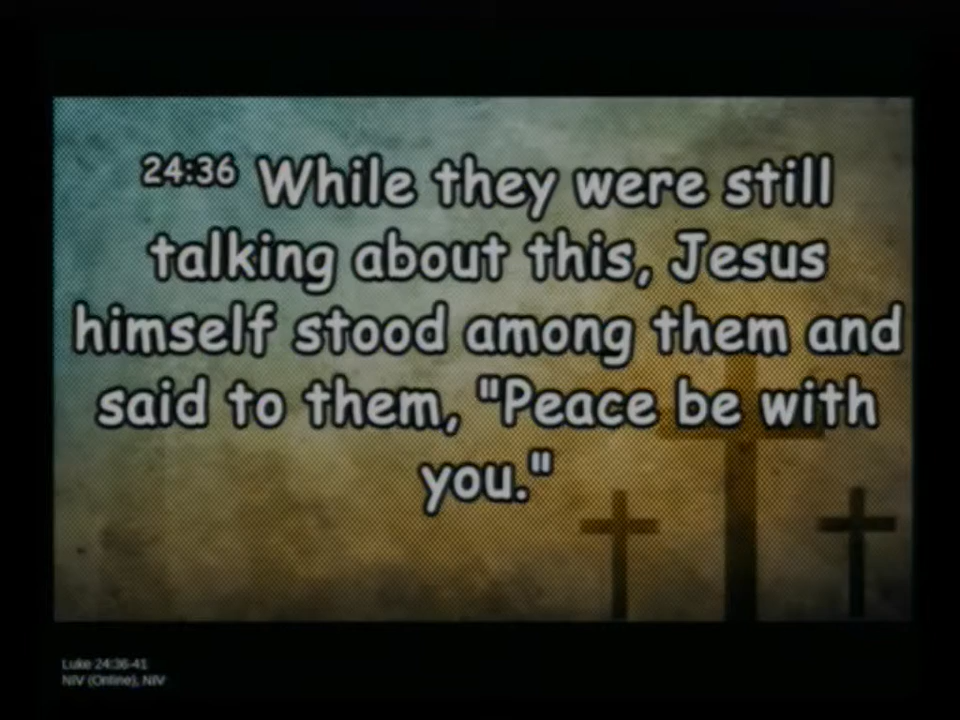 24:36 While they were still
talking about this, Jesus
himself stood among them and
said to them, "Peace be with
you."
Luke 24:36-41
NIV (Online), NIV